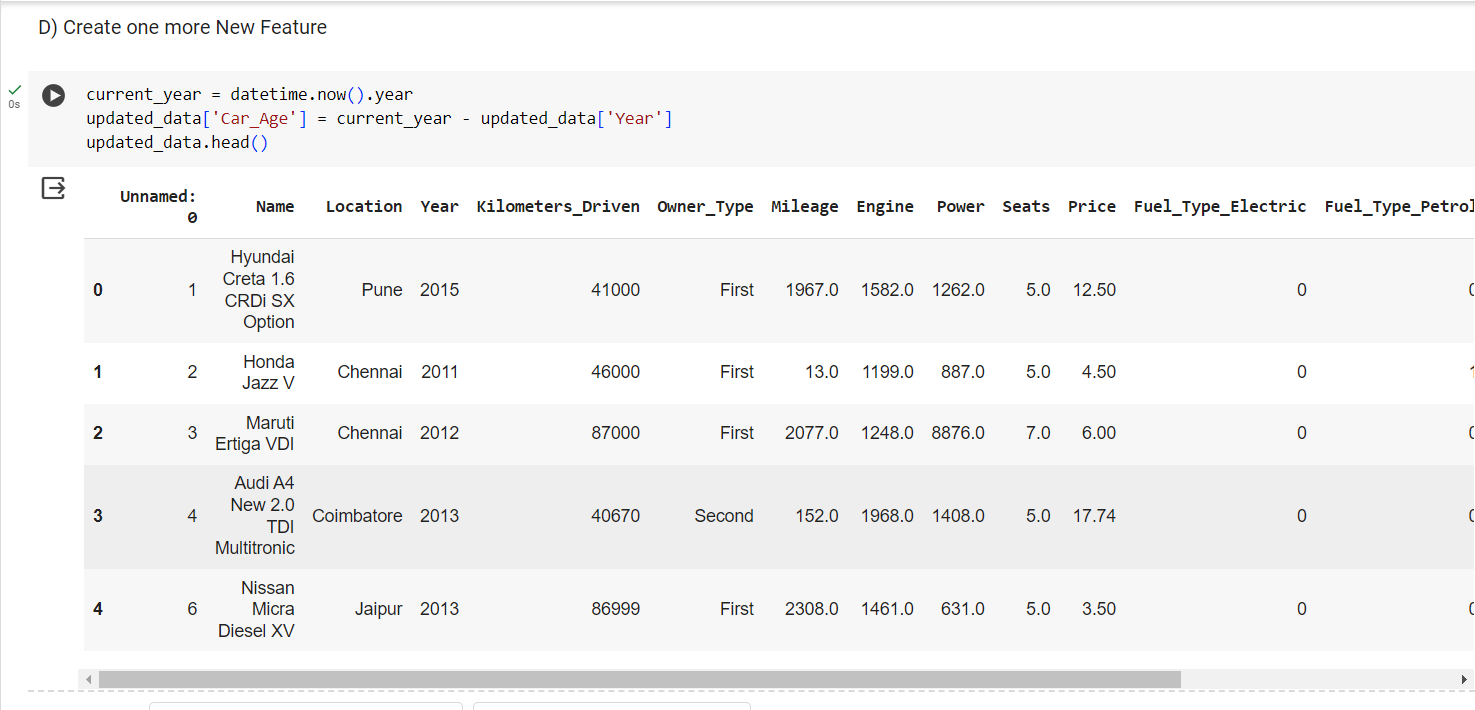 D) Create one more New Feature
0s
current_year = datetime.now().year
updated_data['Car_Age'] = current_year - updated_data['Year']
updated_data.head()
Unnamed: 0 Name Location Year Kilometers_Driven Owner_Type Mileage Engine Power Seats Price Fuel_Type_Electric Fuel_Type_Petrol
0 1 Hyundai Creta 1.6 CRDi SX Option Pune 2015 41000 First 1967.0 1582.0 1262.0 5.0 12.50 0 0
1 2 Honda Jazz V Chennai 2011 46000 First 13.0 1199.0 887.0 5.0 4.50 0 1
2 3 Maruti Ertiga VDI Chennai 2012 87000 First 2077.0 1248.0 8876.0 7.0 6.00 0 0
3 4 Audi A4 New 2.0 TDI Multitronic Coimbatore 2013 40670 Second 152.0 1968.0 1408.0 5.0 17.74 0 0
4 6 Nissan Micra Diesel XV Jaipur 2013 86999 First 2308.0 1461.0 631.0 5.0 3.50 0 0